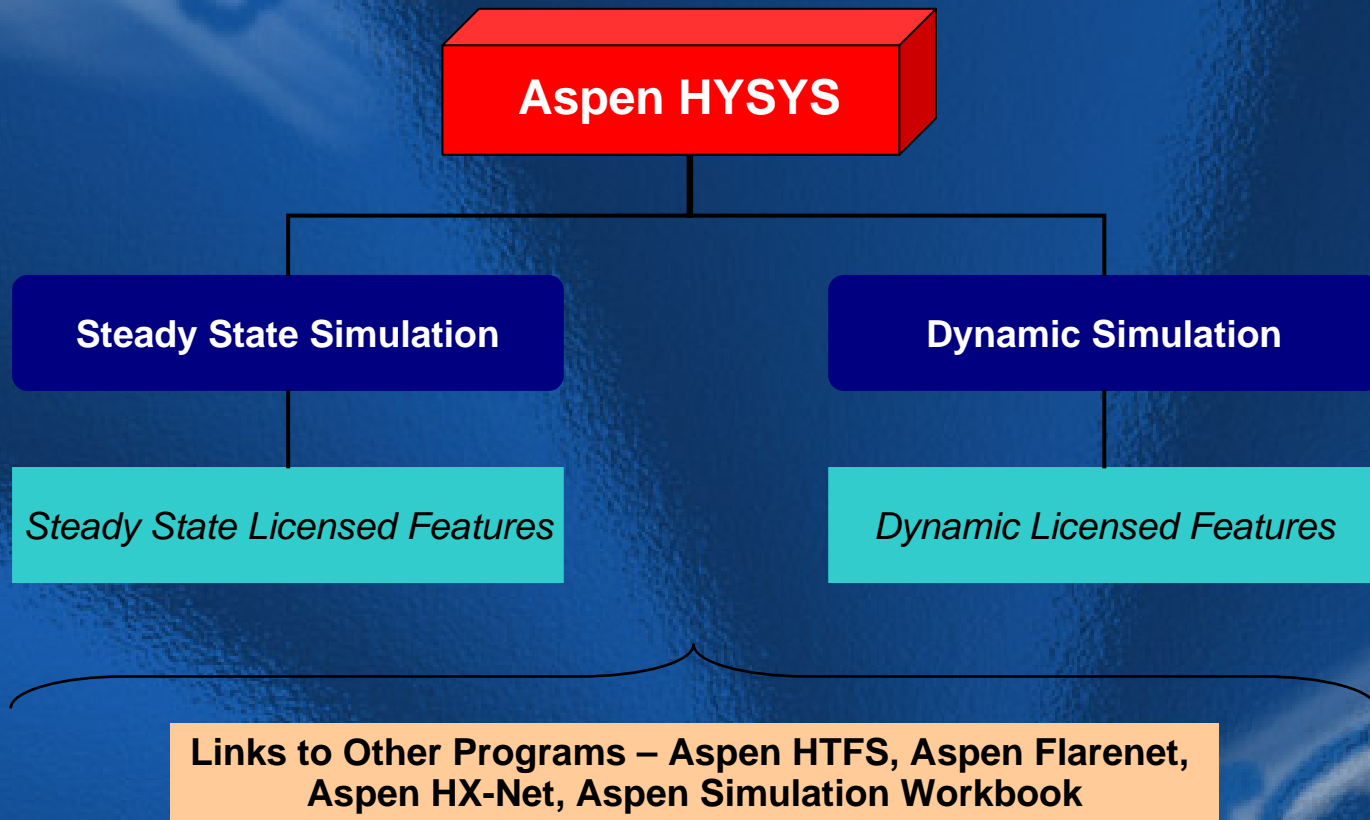 Aspen HYSYS
Steady State Simulation
Dynamic Simulation
Steady State Licensed Features
Dynamic Licensed Features
Links to Other Programs – Aspen HTFS, Aspen Flarenet,
Aspen HX-Net, Aspen Simulation Workbook